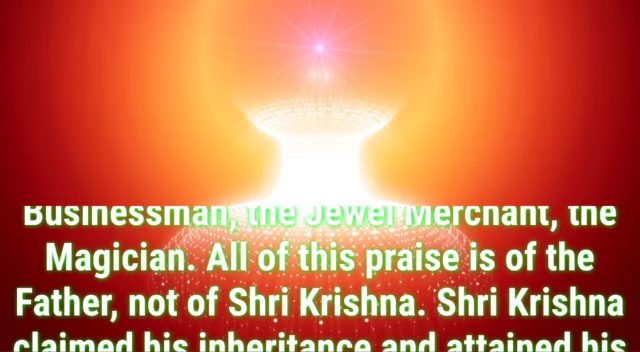 Businessman, the Jewel Merchant, the
Magician. All of this praise is of the
Father, not of Shri Krishna. Shri Krishna
claimed his inheritance and attained his